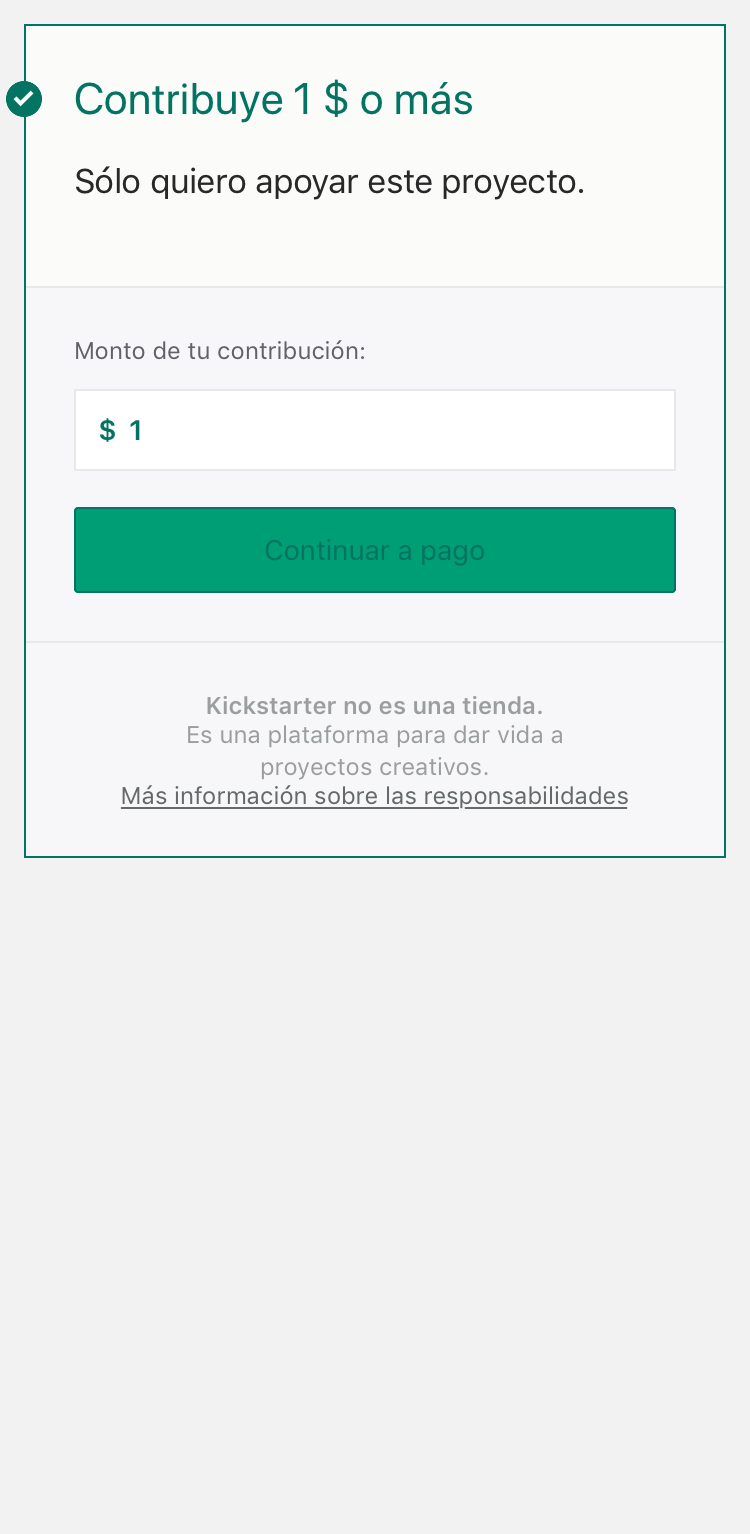 Contribuye 1 $ o más
Sólo quiero apoyar este proyecto.
Monto de tu contribución:
$ 1
Continuar a pago
Kickstarter no es una tienda.
Es una plataforma para dar vida a
proyectos creativos.
Más información sobre las responsabilidades